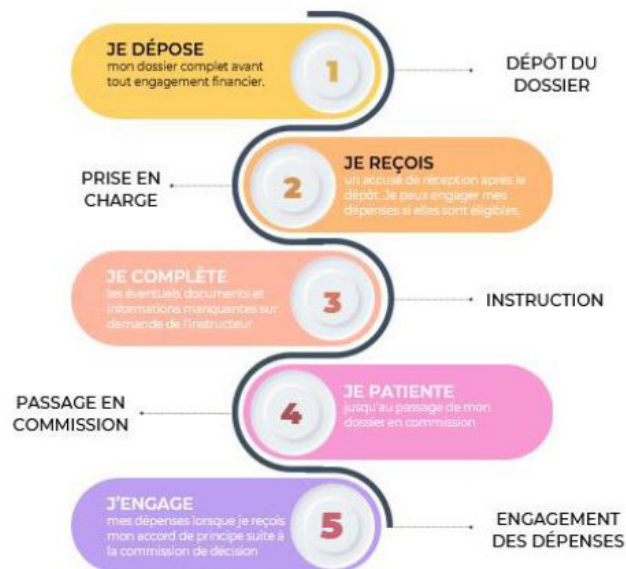 JE DÉPOSE
mon dossier complet avant
tout engagement financier.
1
DÉPÔT DU
DOSSIER
PRISE EN
CHARGE
2
JE REÇOIS
un accusé de réception après le
dépôt. Je peux engager mes
dépenses si elles sont éligibles.
JE COMPLÈTE
les éventuels documents et
informations manquantes sur
demande de l'instructeur
3
INSTRUCTION
PASSAGE EN
COMMISSION
4
JE PATIENTE
jusqu'au passage de mon
dossier en commission
J'ENGAGE
mes dépenses lorsque je reçois
mon accord de principe suite à
la commission de décision
5
ENGAGEMENT
DES DÉPENSES